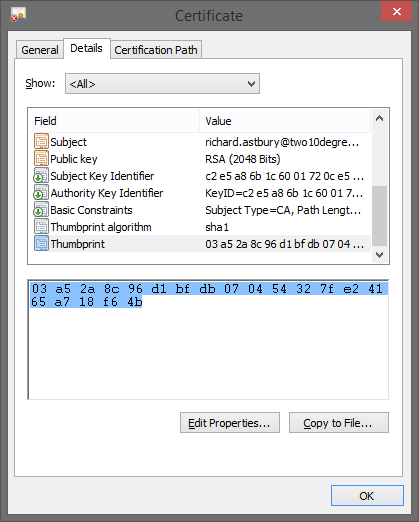 Certificate
General Details Certification Path
Show: <All>
Field Value
Subject richard.astbury@two10degre...
Public key RSA (2048 Bits)
Subject Key Identifier c2 e5 a8 6b 1c 60 01 72 0c e5 ...
Authority Key Identifier KeyID=c2 e5 a8 6b 1c 60 01 7...
Basic Constraints Subject Type=CA, Path Lengt...
Thumbprint algorithm sha1
Thumbprint 03 a5 2a 8c 96 d1 bf db 07 04 ...
03 a5 2a 8c 96 d1 bf db 07 04 54 32 7f e2 41
65 a7 18 f6 4b
Edit Properties... Copy to File...
OK